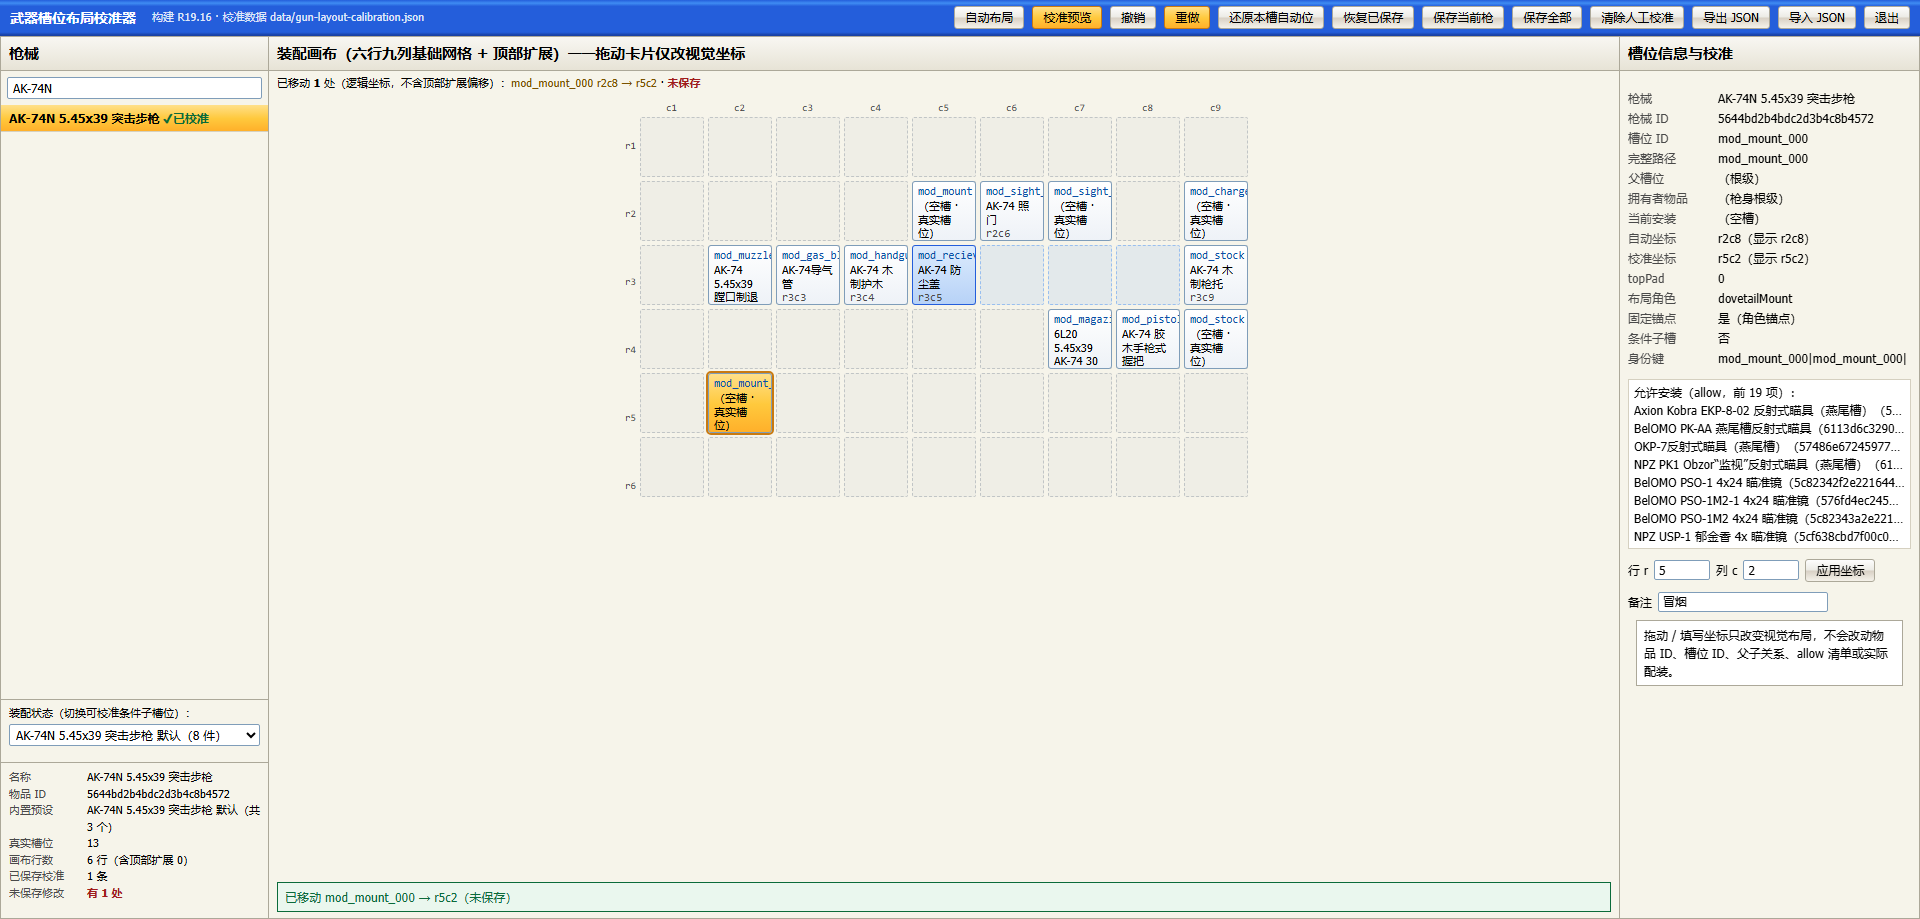 武器槽位布局校准器 构建 R19.16 · 校准数据 data/gun-layout-calibration.json 自动布局 校准预览 撤销 重做 还原本槽自动位 恢复已保存 保存当前枪 保存全部 清除人工校准 导出 JSON 导入 JSON 退出
枪械
AK-74N
AK-74N 5.45x39 突击步枪 ✓已校准
装配状态（切换可校准条件子槽位）：
AK-74N 5.45x39 突击步枪 默认（8 件）
名称 AK-74N 5.45x39 突击步枪
物品 ID 5644bd2b4bdc2d3b4c8b4572
内置预设 AK-74N 5.45x39 突击步枪 默认（共
3 个）
真实槽位 13
画布行数 6 行（含顶部扩展 0）
已保存校准 1 条
未保存修改 有 1 处
装配画布（六行九列基础网格 + 顶部扩展）——拖动卡片仅改视觉坐标
已移动 1 处（逻辑坐标，不含顶部扩展偏移）： mod_mount_000 r2c8 → r5c2 · 未保存
c1 c2 c3 c4 c5 c6 c7 c8 c9
r1
r2
mod_mount
（空槽 ·
真实槽
位）
mod_sight_
AK-74 照
门
r2c6
mod_sight_
（空槽 ·
真实槽
位）
mod_charge
（空槽 ·
真实槽
位）
r3
mod_muzzle
AK-74
5.45x39
膛口制退
mod_gas_bl
AK-74导气
管
r3c3
mod_handgu
AK-74 木
制护木
r3c4
mod_reciev
AK-74 防
尘盖
r3c5
mod_stock
AK-74 木
制枪托
r3c9
r4
mod_magazi
6L20
5.45x39
AK-74 30
mod_pistol
AK-74 胶
木手枪式
握把
mod_stock
（空槽 ·
真实槽
位）
r5
mod_mount_
（空槽 ·
真实槽
位）
r6
已移动 mod_mount_000 → r5c2（未保存）
槽位信息与校准
枪械 AK-74N 5.45x39 突击步枪
枪械 ID 5644bd2b4bdc2d3b4c8b4572
槽位 ID mod_mount_000
完整路径 mod_mount_000
父槽位 （根级）
拥有者物品 （枪身根级）
当前安装 （空槽）
自动坐标 r2c8（显示 r2c8）
校准坐标 r5c2（显示 r5c2）
topPad 0
布局角色 dovetailMount
固定锚点 是（角色锚点）
条件子槽 否
身份键 mod_mount_000|mod_mount_000|
允许安装（allow，前 19 项）：
Axion Kobra EKP-8-02 反射式瞄具（燕尾槽）（5...
BelOMO PK-AA 燕尾槽反射式瞄具（6113d6c3290...
OKP-7反射式瞄具（燕尾槽）（57486e67245977...
NPZ PK1 Obzor“监视”反射式瞄具（燕尾槽）（61...
BelOMO PSO-1 4x24 瞄准镜（5c82342f2e221644...
BelOMO PSO-1M2-1 4x24 瞄准镜（576fd4ec245...
BelOMO PSO-1M2 4x24 瞄准镜（5c82343a2e221...
NPZ USP-1 郁金香 4x 瞄准镜（5cf638cbd7f00c0...
行 r 5 列 c 2 应用坐标
备注 冒烟
拖动 / 填写坐标只改变视觉布局，不会改动物
品 ID、槽位 ID、父子关系、allow 清单或实际
配装。